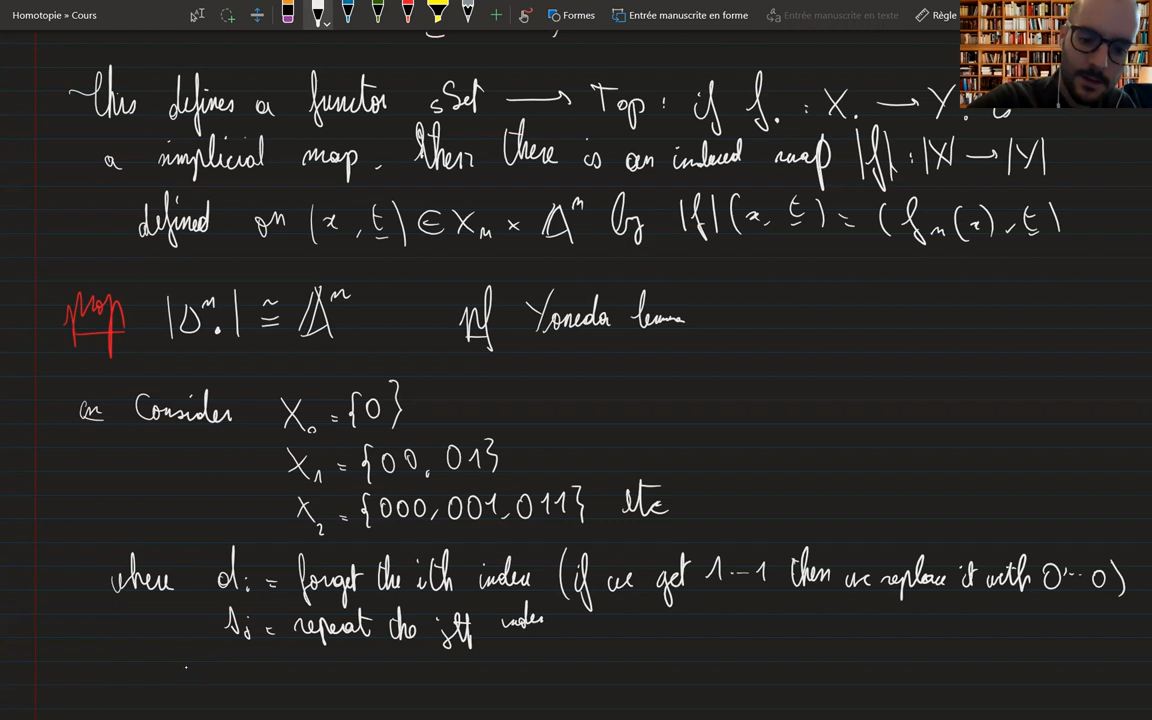 Homotopie » Cours
Formes
Entrée manuscrite en forme
Entrée manuscrite en texte
Règle
This defines a functor sSet → Top : if f. : X. → Y. is
a simplicial map, then there is an induced map |f| : |X| → |Y|
defined on (x, t) ∈ Xn × Δⁿ by |f|(x, t) = (fn(x), t)
Prop |Δⁿ.| ≅ Δⁿ pf Yoneda lemma
ex Consider X₀ = {0}
X₁ = {00, 01}
X₂ = {000, 001, 011} etc
where di = forget the ith index (if we get 1--1 then we replace it with 0--0)
sj = repeat the jth index